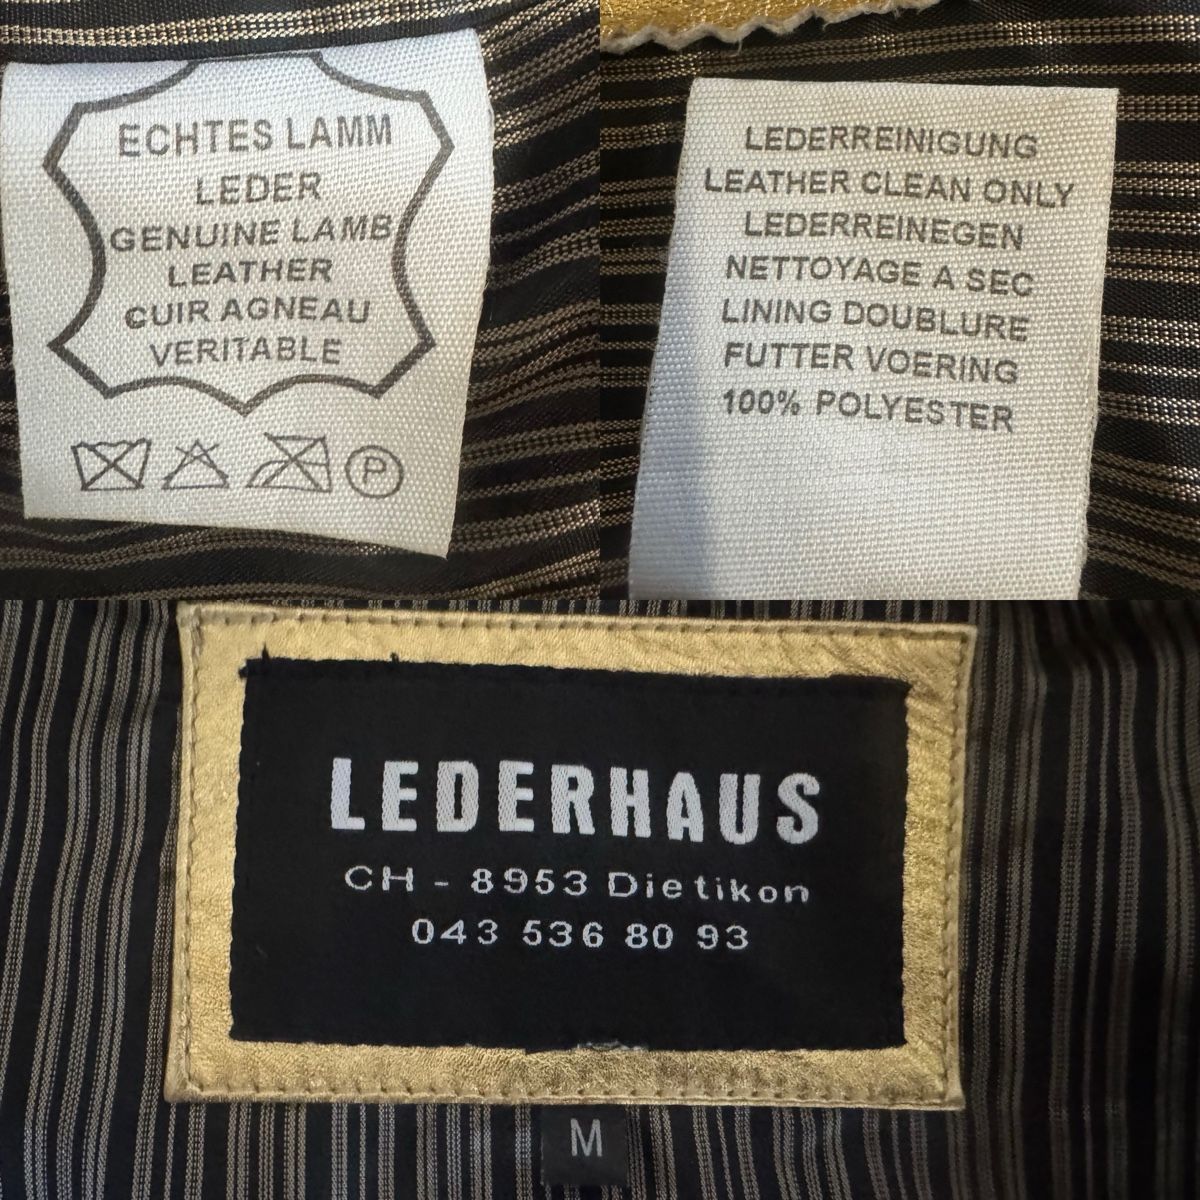 ECHTES LAMM
LEDER
GENUINE LAMB
LEATHER
CUIR AGNEAU
VERITABLE
P
LEDERREINIGUNG
LEATHER CLEAN ONLY
LEDERREINEGEN
NETTOYAGE A SEC
LINING DOUBLURE
FUTTER VOERING
100% POLYESTER
LEDERHAUS
CH - 8953 Dietikon
043 536 80 93
M